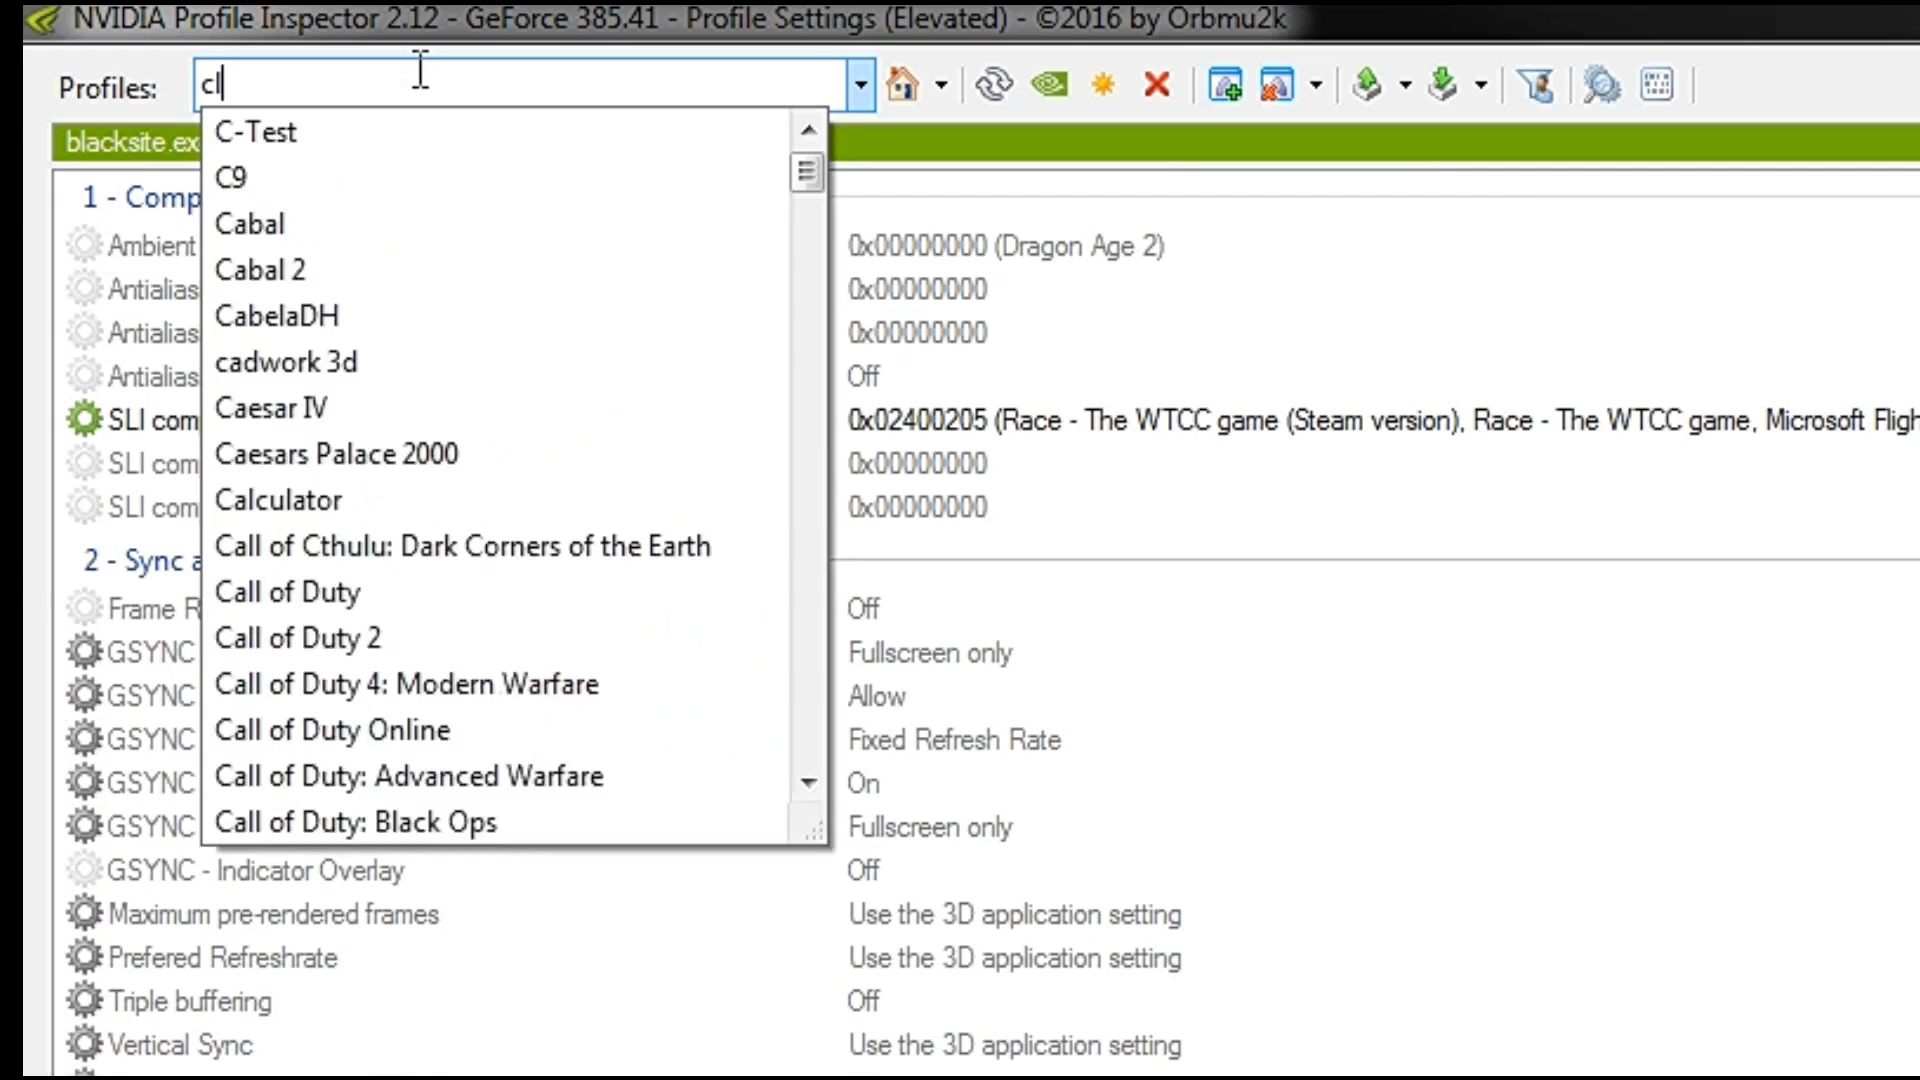 NVIDIA Profile Inspector 2.12 - GeForce 385.41 - Profile Settings (Elevated) - ©2016 by Orbmu2k
Profiles: cl
blacksite.ex
C-Test
C9
Cabal
Cabal 2
CabelaDH
cadwork 3d
Caesar IV
Caesars Palace 2000
Calculator
Call of Cthulu: Dark Corners of the Earth
Call of Duty
Call of Duty 2
Call of Duty 4: Modern Warfare
Call of Duty Online
Call of Duty: Advanced Warfare
Call of Duty: Black Ops
1 - Comp
Ambient 0x00000000 (Dragon Age 2)
Antialias 0x00000000
Antialias 0x00000000
Antialias Off
SLI com 0x02400205 (Race - The WTCC game (Steam version), Race - The WTCC game, Microsoft Fligh
SLI com 0x00000000
SLI com 0x00000000
2 - Sync a
Frame R Off
GSYNC Fullscreen only
GSYNC Allow
GSYNC Fixed Refresh Rate
GSYNC On
GSYNC Fullscreen only
GSYNC - Indicator Overlay Off
Maximum pre-rendered frames Use the 3D application setting
Prefered Refreshrate Use the 3D application setting
Triple buffering Off
Vertical Sync Use the 3D application setting